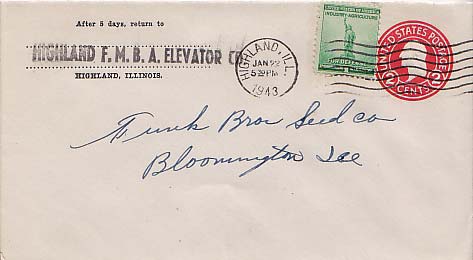 After 5 days, return to
HIGHLAND F. M. B. A. ELEVATOR CO.
HIGHLAND, ILLINOIS.
HIGHLAND, ILL.
JAN 22
5 30 PM
1943
UNITED STATES OF AMERICA
INDUSTRY-AGRICULTURE
FOR DEFENSE
UNITED STATES POSTAGE
2 CENTS 2
Funk Bros Seed co
Bloomington Ill